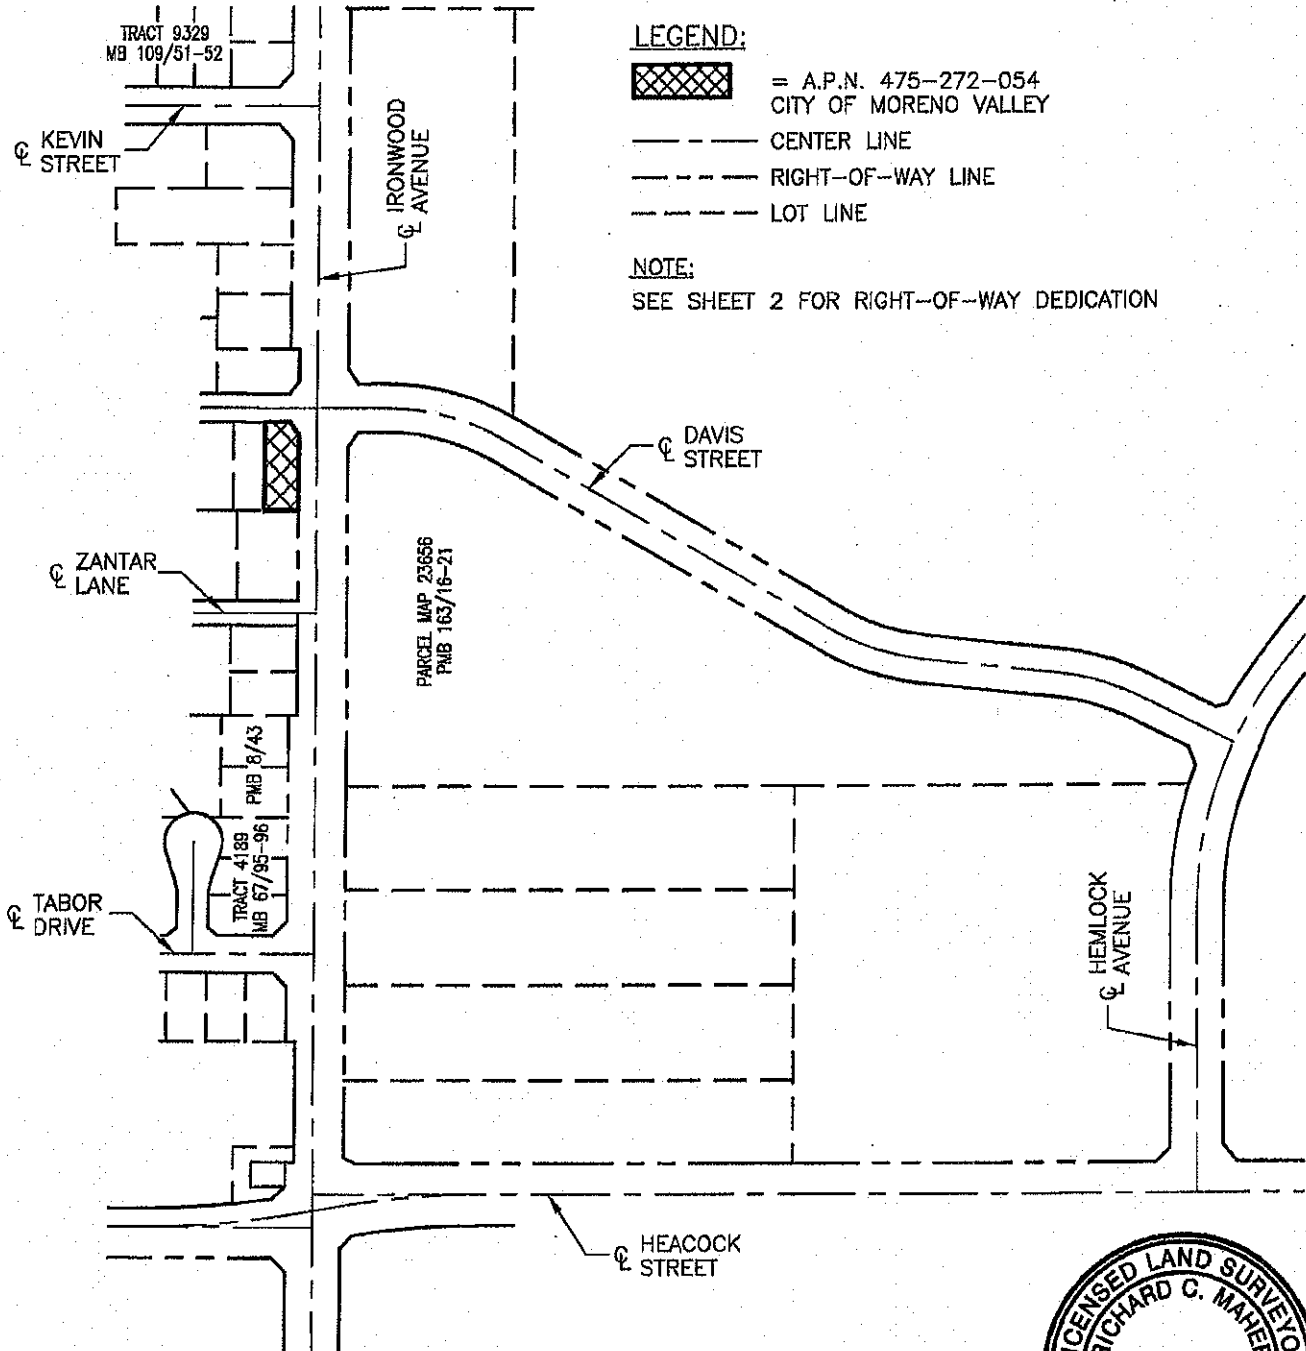 TRACT 9329
MB 109/51-52
LEGEND:
= A.P.N. 475-272-054
CITY OF MORENO VALLEY
CENTER LINE
RIGHT-OF-WAY LINE
LOT LINE
NOTE:
SEE SHEET 2 FOR RIGHT-OF-WAY DEDICATION
℄ KEVIN
STREET
℄ IRONWOOD
AVENUE
℄ DAVIS
STREET
℄ ZANTAR
LANE
PARCEL MAP 23656
PMB 163/16-21
PMB 8/43
TRACT 4189
MB 67/95-96
℄ TABOR
DRIVE
℄ HEMLOCK
AVENUE
℄ HEACOCK
STREET
ICENSED LAND SURVEYO
RICHARD C. MAHER